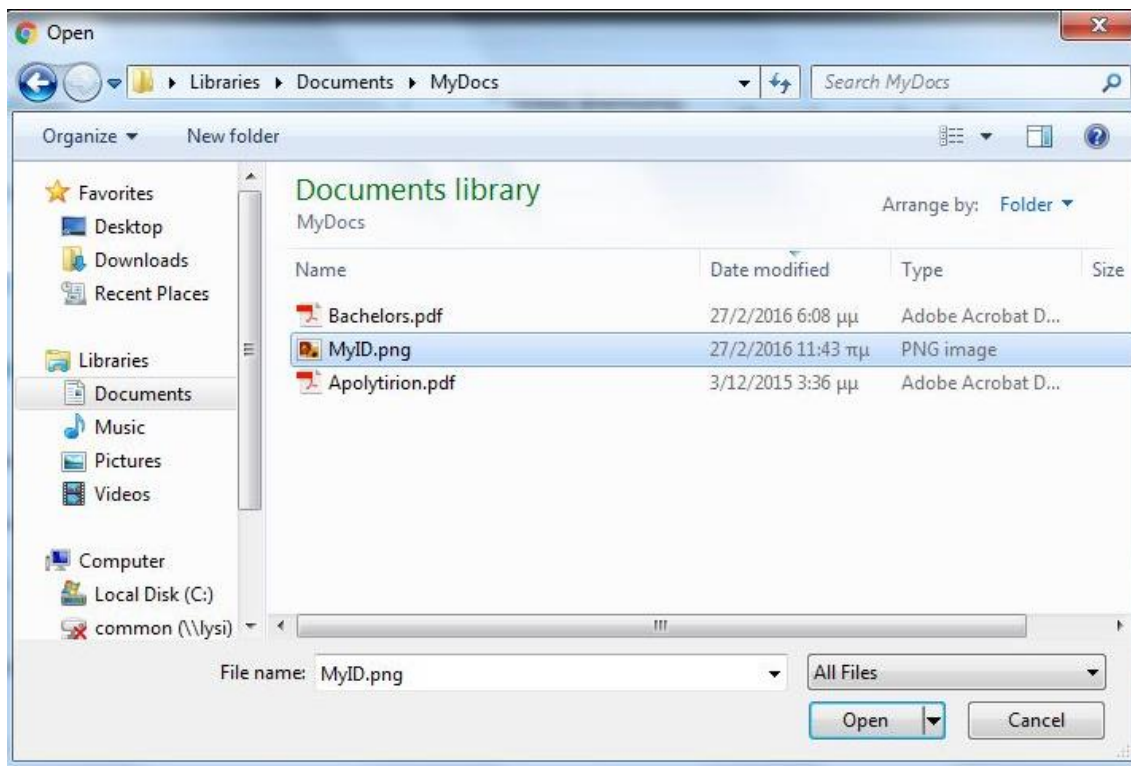 Open
Libraries Documents MyDocs Search MyDocs
Organize New folder
Favorites
Desktop
Downloads
Recent Places
Libraries
Documents
Music
Pictures
Videos
Computer
Local Disk (C:)
common (\\lysi)
Documents library
MyDocs
Arrange by: Folder
Name Date modified Type Size
Bachelors.pdf 27/2/2016 6:08 μμ Adobe Acrobat D...
MyID.png 27/2/2016 11:43 πμ PNG image
Apolytirion.pdf 3/12/2015 3:36 μμ Adobe Acrobat D...
File name: MyID.png All Files
Open Cancel